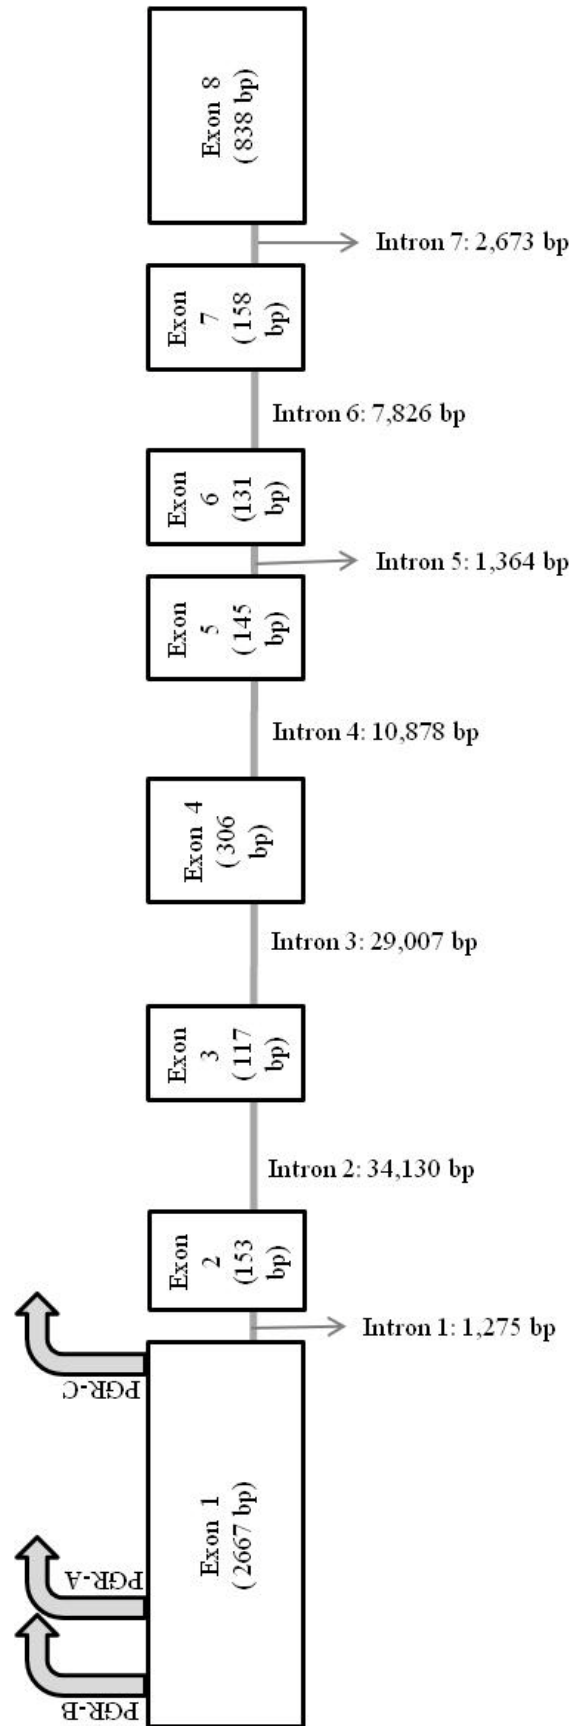 Exon 8
(838 bp)
Intron 7: 2,673 bp
Exon
7
(158
bp)
Intron 6: 7,826 bp
Exon
6
(131
bp)
Intron 5: 1,364 bp
Exon
5
(145
bp)
Intron 4: 10,878 bp
Exon 4
(306
bp)
Intron 3: 29,007 bp
Exon
3
(117
bp)
Intron 2: 34,130 bp
Exon
2
(153
bp)
Intron 1: 1,275 bp
PGR-C
Exon 1
(2667 bp)
PGR-A
PGR-B